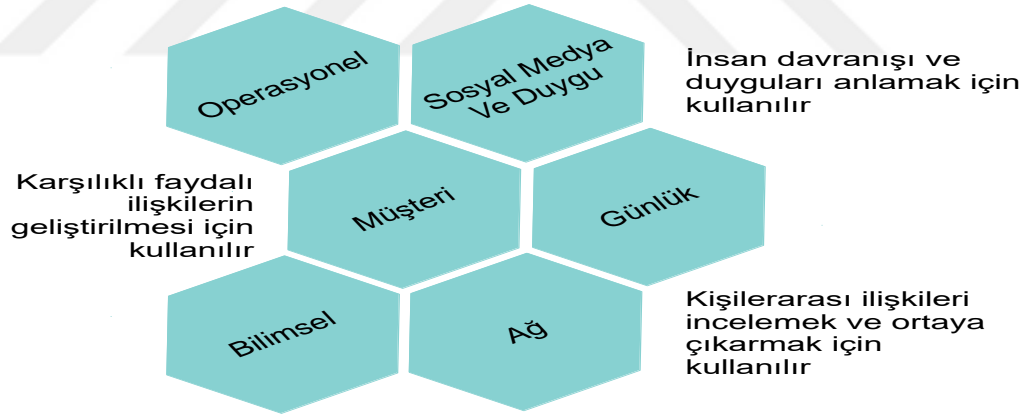 Operasyonel
Sosyal Medya
Ve Duygu
İnsan davranışı ve
duyguları anlamak için
kullanılır
Karşılıklı faydalı
ilişkilerin
geliştirilmesi için
kullanılır
Müşteri
Günlük
Bilimsel
Ağ
Kişilerarası ilişkileri
incelemek ve ortaya
çıkarmak için
kullanılır